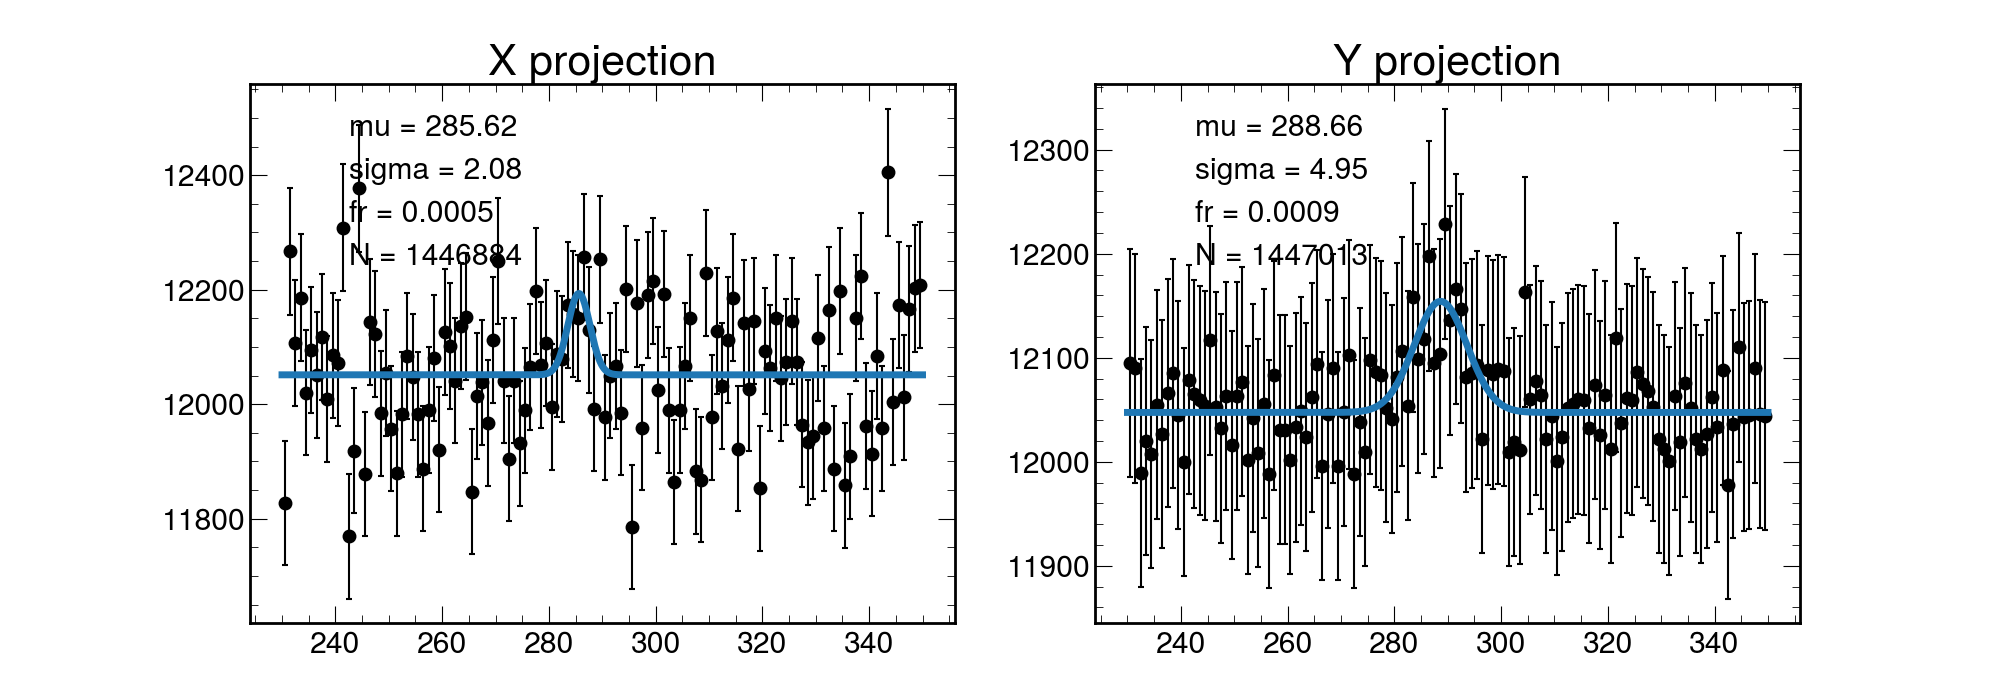 X projection
mu = 285.62
sigma = 2.08
fr = 0.0005
N = 1446884
12400
12200
12000
11800
240 260 280 300 320 340
Y projection
mu = 288.66
sigma = 4.95
fr = 0.0009
N = 1447013
12300
12200
12100
12000
11900
240 260 280 300 320 340